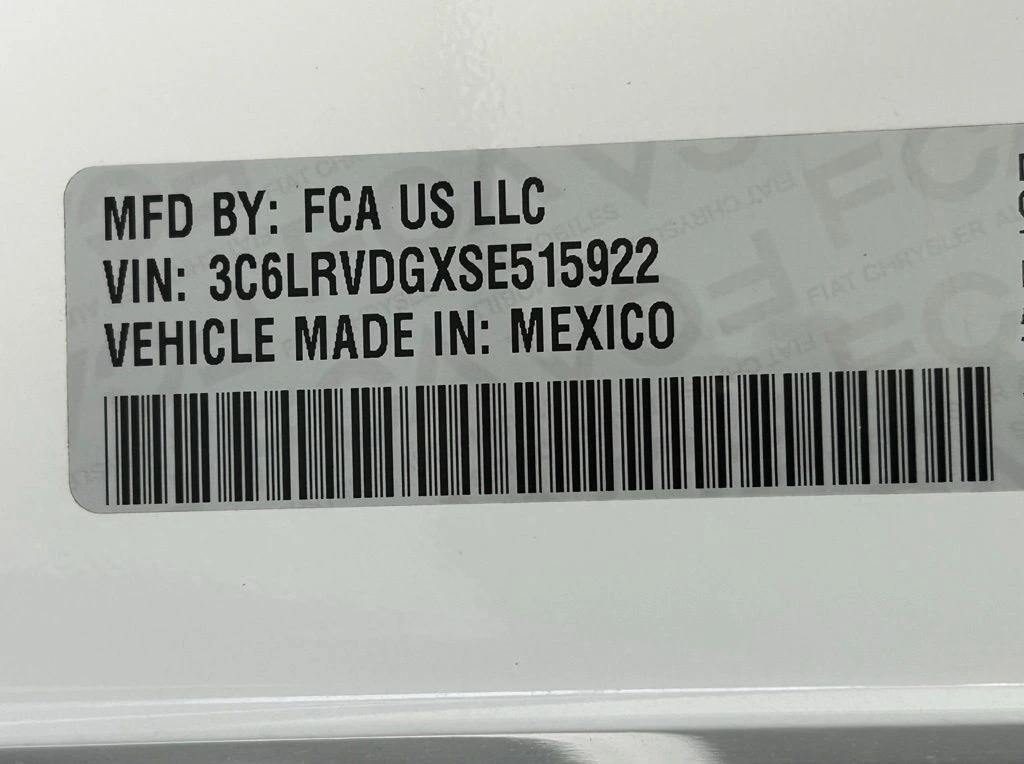 MFD BY: FCA US LLC
VIN: 3C6LRVDGXSE515922
VEHICLE MADE IN: MEXICO